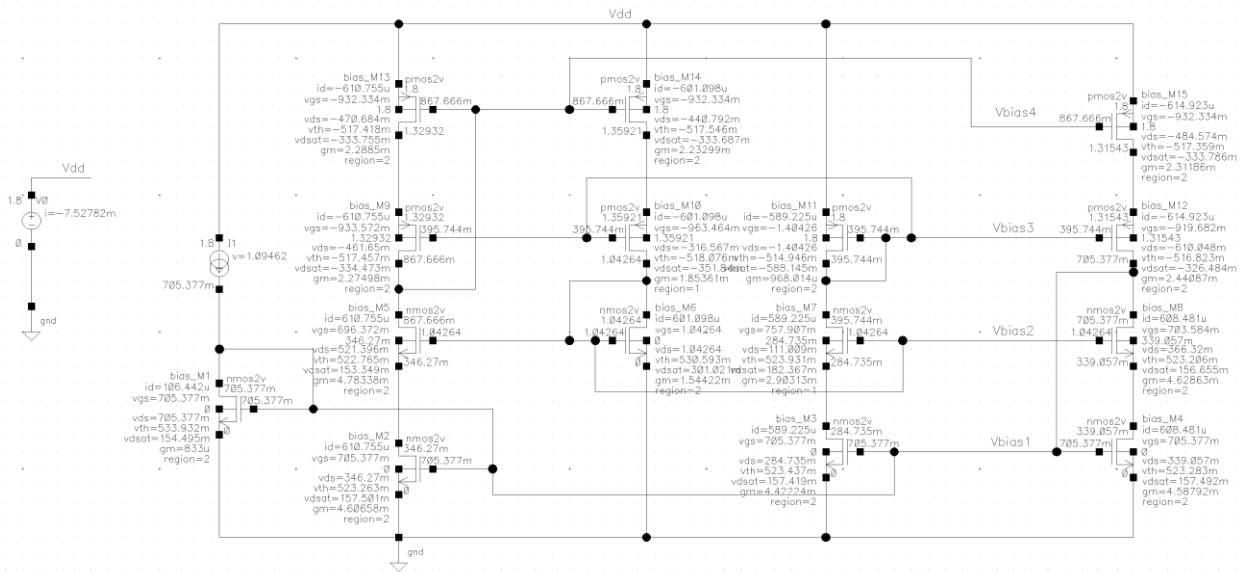 Vdd
bias_M13
pmos2v
id=-610.755u
1.8
vgs=-932.334m
867.666m
1.8
vds=-470.684m
vth=-517.418m
1.32932
vdsat=-333.755m
gm=2.2885m
region=2
bias_M14
pmos2v
id=-601.098u
1.8
vgs=-932.334m
867.666m
1.8
vds=-440.792m
vth=-517.546m
1.35921
vdsat=-333.687m
gm=2.23299m
region=2
bias_M15
pmos2v
id=-614.923u
1.8
vgs=-932.334m
867.666m
1.8
vds=-484.574m
vth=-517.359m
1.31543
vdsat=-333.786m
gm=2.31186m
region=2
Vbias4
Vdd
1.8
V0
i=-7.52782m
0
gnd
1.8
I1
v=1.09462
705.377m
bias_M9
pmos2v
id=-610.755u
1.32932
vgs=-933.572m
395.744m
1.32932
vds=-461.65m
vth=-517.457m
867.666m
vdsat=-334.473m
gm=2.27498m
region=2
bias_M10
pmos2v
id=-601.098u
1.35921
vgs=-963.464m
395.744m
1.35921
vds=-316.567m
vth=-518.076m
1.04264
gm=1.85361m
region=1
bias_M11
pmos2v
id=-589.225u
1.8
vgs=-1.40426
395.744m
1.8
vds=-1.40426
vth=-514.946m
395.744m
vdsat=-588.145m
gm=968.014u
region=2
Vbias3
bias_M12
pmos2v
id=-614.923u
1.31543
vgs=-919.682m
395.744m
1.31543
vds=-610.048m
vth=-516.823m
705.377m
vdsat=-326.484m
gm=2.44087m
region=2
bias_M5
nmos2v
id=610.755u
867.666m
vgs=696.372m
1.04264
346.27m
vds=521.396m
vth=522.765m
346.27m
vdsat=153.349m
gm=4.78338m
region=2
bias_M6
nmos2v
id=601.098u
1.04264
vgs=1.04264
1.04264
0
vds=1.04264
vth=530.593m
0
vdsat=301.021m
gm=1.54422m
region=2
bias_M7
nmos2v
id=589.225u
395.744m
vgs=757.907m
1.04264
284.735m
vds=111.009m
vth=523.931m
284.735m
vdsat=182.367m
gm=2.90313m
region=1
Vbias2
bias_M8
nmos2v
id=608.481u
705.377m
vgs=703.584m
1.04264
339.057m
vds=366.32m
vth=523.206m
339.057m
vdsat=156.655m
gm=4.62863m
region=2
bias_M1
nmos2v
id=106.442u
705.377m
vgs=705.377m
705.377m
0
vds=705.377m
vth=533.932m
0
vdsat=154.495m
gm=833u
region=2
bias_M2
nmos2v
id=610.755u
346.27m
vgs=705.377m
705.377m
0
vds=346.27m
vth=523.263m
0
vdsat=157.501m
gm=4.60658m
region=2
bias_M3
nmos2v
id=589.225u
284.735m
vgs=705.377m
705.377m
0
vds=284.735m
vth=523.437m
0
vdsat=157.419m
gm=4.42224m
region=2
Vbias1
bias_M4
nmos2v
id=608.481u
339.057m
vgs=705.377m
705.377m
0
vds=339.057m
vth=523.283m
0
vdsat=157.492m
gm=4.58792m
region=2
gnd